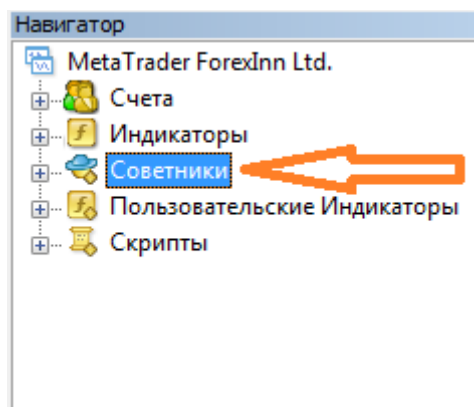 Навигатор
MetaTrader ForexInn Ltd.
Счета
Индикаторы
Советники
Пользовательские Индикаторы
Скрипты